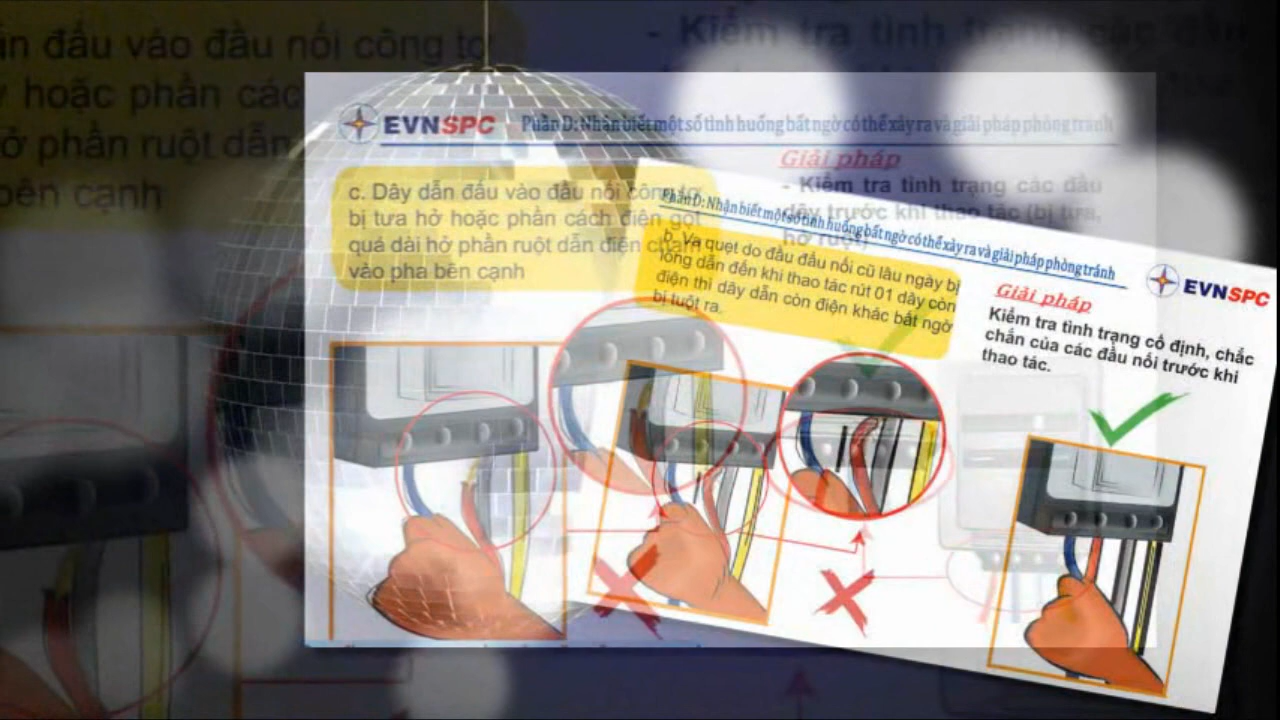 ấn đấu vào đầu nối công tơ
hoặc phần các
ở phần ruột dẫn
bên cạnh
- Kiểm tra tình trạng các đầu
EVNSPC
Phần D: Nhận biết một số tình huống bất ngờ có thể xảy ra và giải pháp phòng tránh
c. Dây dẫn đấu vào đầu nối công tơ
bị tưa hở hoặc phần cách điện gọt
quá dài hở phần ruột dẫn điện chạm
vào pha bên cạnh
Giải pháp
- Kiểm tra tình trạng các đầu
dây trước khi thao tác (bị tưa,
hở ruột)
Phần D: Nhận biết một số tình huống bất ngờ có thể xảy ra và giải pháp phòng tránh
EVNSPC
b. Va quẹt do đầu đấu nối cũ lâu ngày bị
lỏng dẫn đến khi thao tác rút 01 dây còn
điện thì dây dẫn còn điện khác bất ngờ
bị tuột ra.
Giải pháp
Kiểm tra tình trạng cố định, chắc
chắn của các đầu nối trước khi
thao tác.